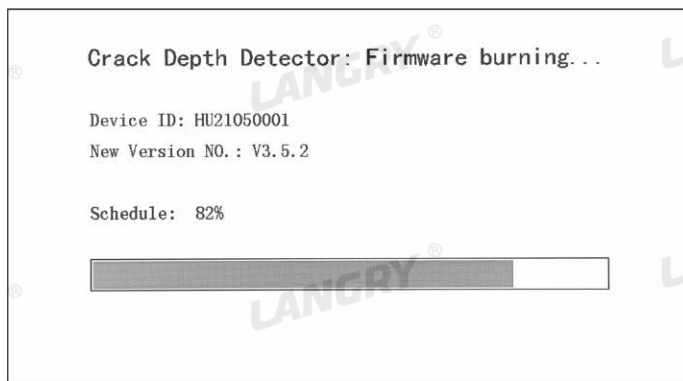 Crack Depth Detector: Firmware burning...
LANGRY®
Device ID: HU21050001
New Version NO.: V3.5.2
Schedule: 82%
®
LANGRY®